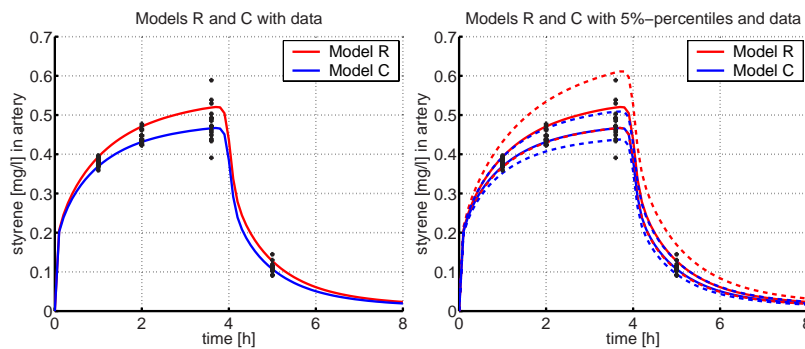 Models R and C with data
0.7
0.6
0.5
0.4
0.3
0.2
0.1
0
styrene [mg/l] in artery
Model R
Model C
0
2
4
6
8
time [h]
Models R and C with 5%-percentiles and data
0.7
0.6
0.5
0.4
0.3
0.2
0.1
0
styrene [mg/l] in artery
Model R
Model C
0
2
4
6
8
time [h]